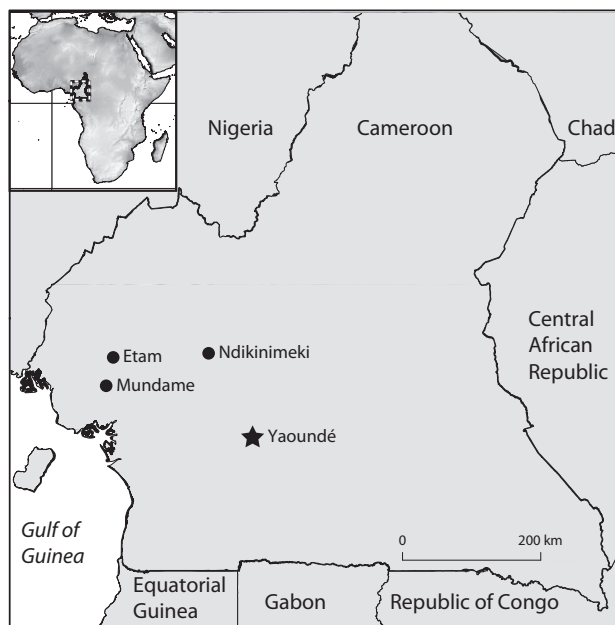 Nigeria
Cameroon
Chad
Central
African
Republic
Etam
Ndikinimeki
Mundame
Yaoundé
Gulf of
Guinea
0
200 km
Equatorial
Guinea
Gabon
Republic of Congo